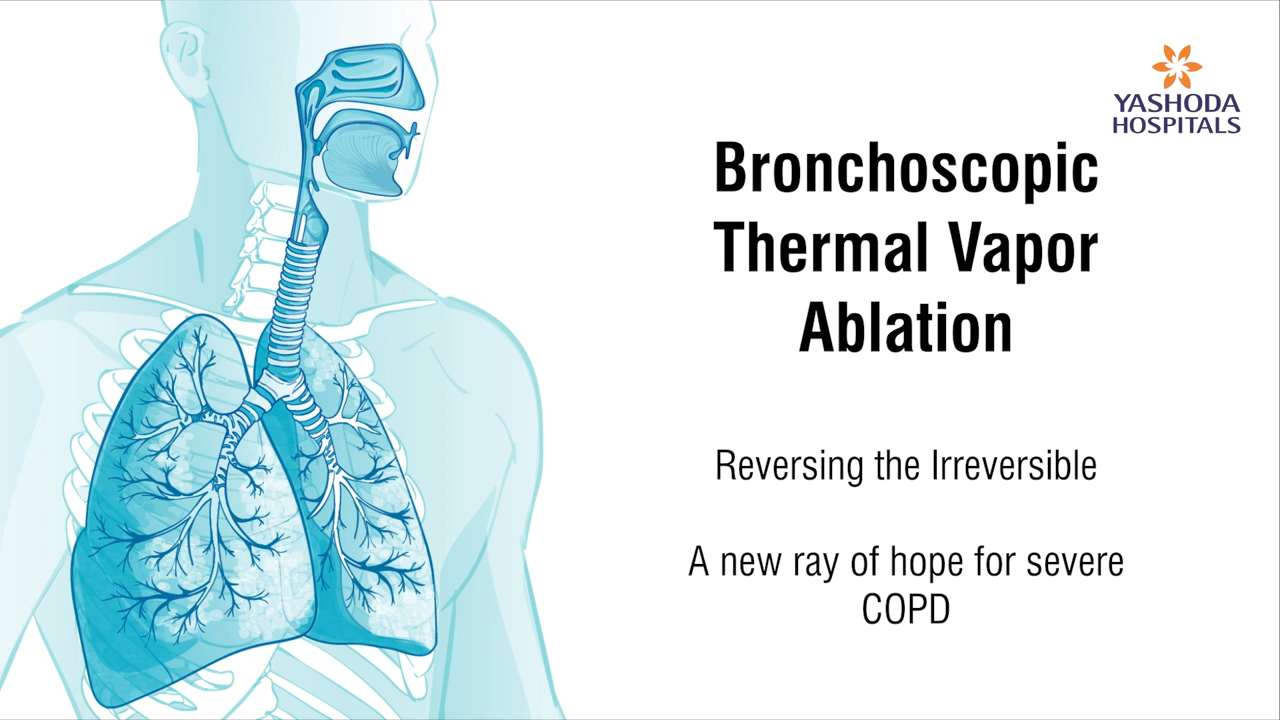 YASHODA
HOSPITALS
Bronchoscopic
Thermal Vapor
Ablation
Reversing the Irreversible
A new ray of hope for severe
COPD